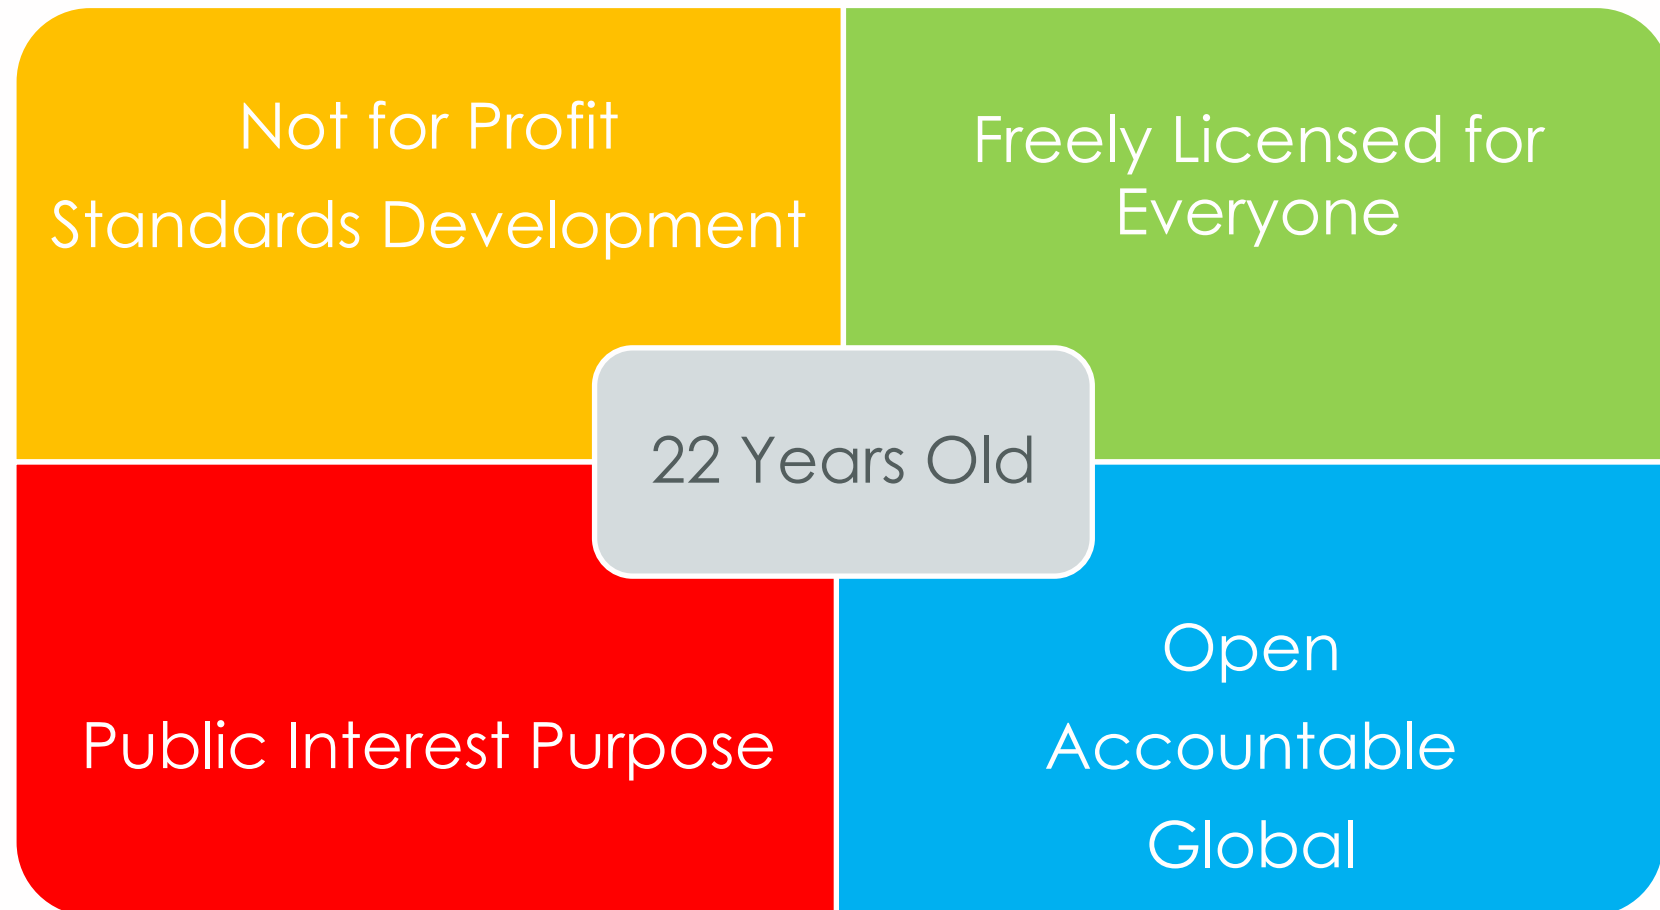 Not for Profit
Standards Development
Freely Licensed for
Everyone
22 Years Old
Public Interest Purpose
Open
Accountable
Global